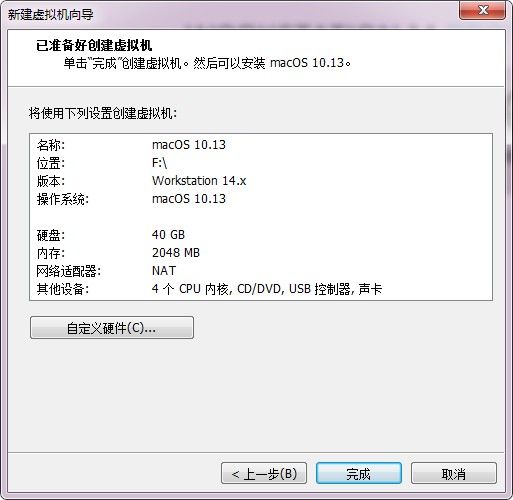 新建虚拟机向导
已准备好创建虚拟机
单击“完成”创建虚拟机。然后可以安装 macOS 10.13。
将使用下列设置创建虚拟机:
名称: macOS 10.13
位置: F:\
版本: Workstation 14.x
操作系统: macOS 10.13
硬盘: 40 GB
内存: 2048 MB
网络适配器: NAT
其他设备: 4 个 CPU 内核, CD/DVD, USB 控制器, 声卡
自定义硬件(C)...
< 上一步(B) 完成 取消